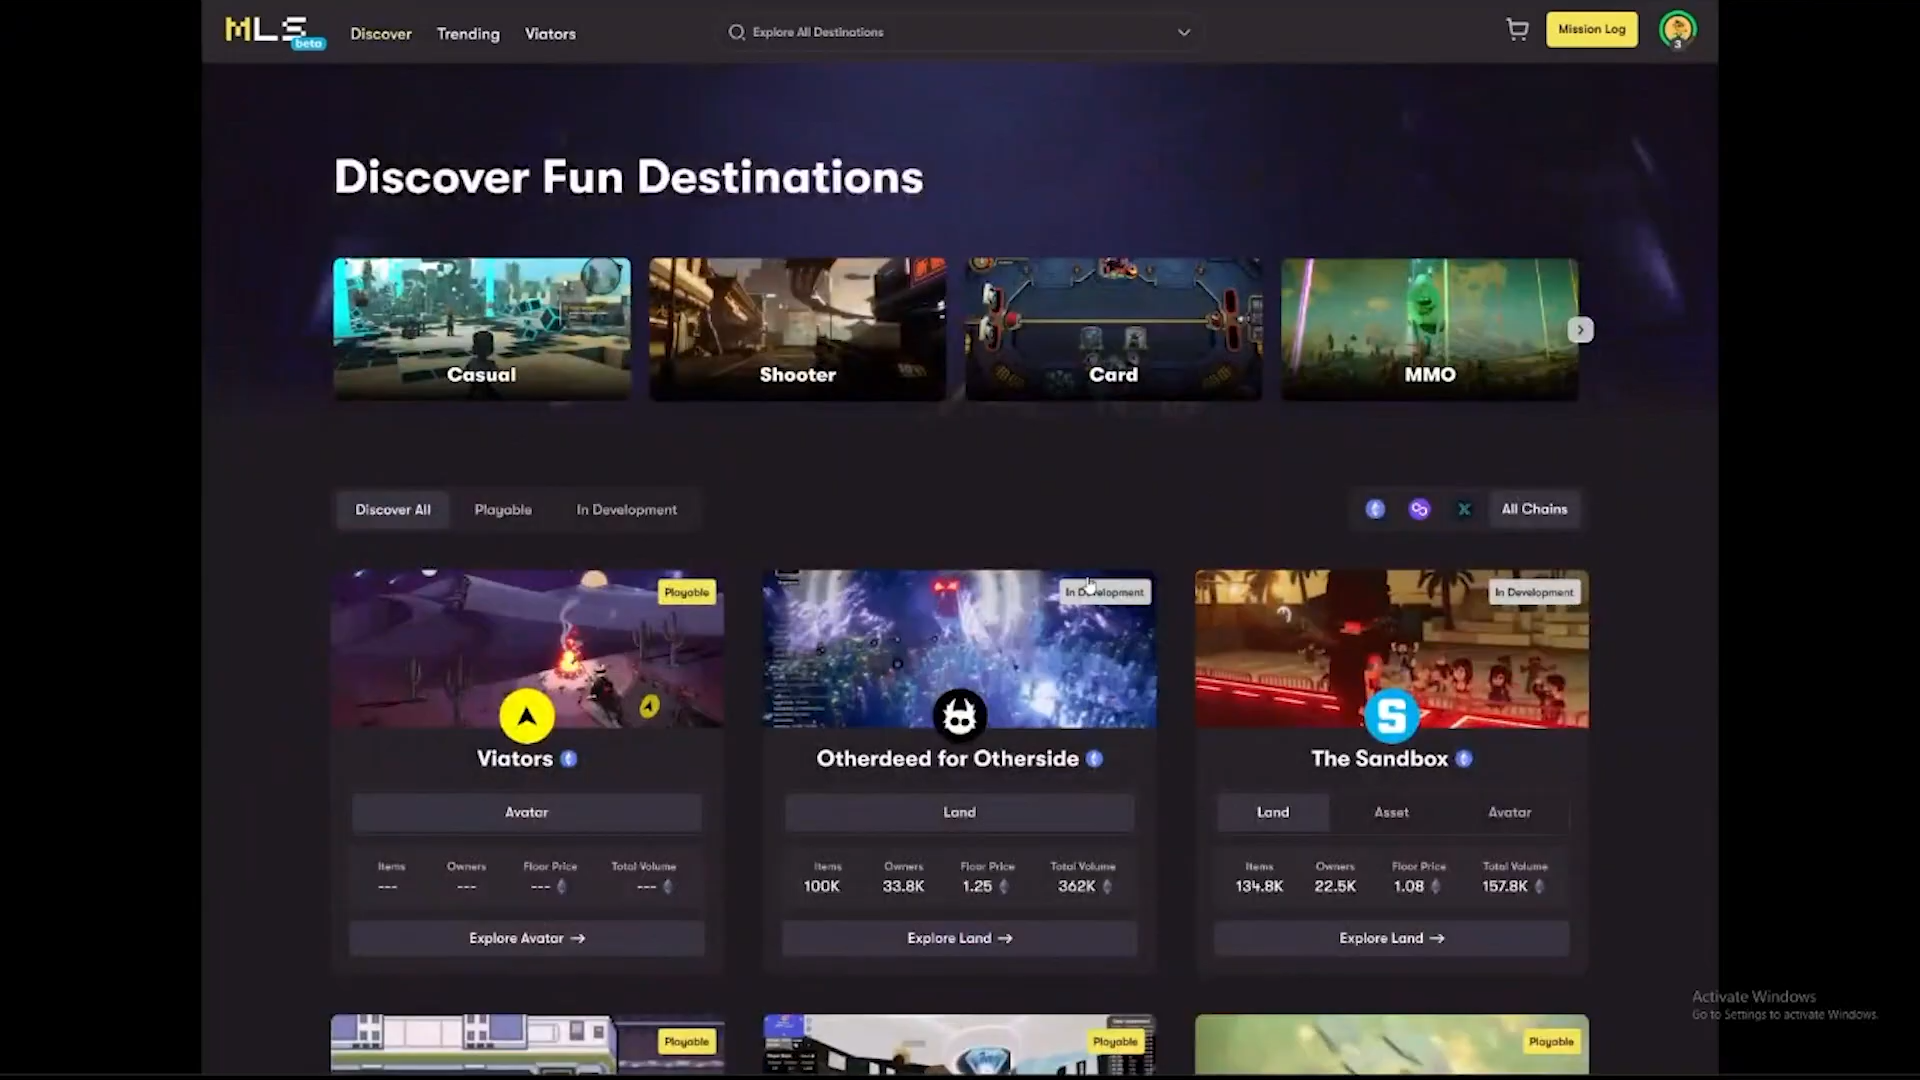 MLS
beta
Discover
Trending
Viators
Explore All Destinations
Mission Log
3
Discover Fun Destinations
Casual
Shooter
Card
MMO
Discover All
Playable
In Development
All Chains
Playable
In Development
In Development
Viators
Otherdeed for Otherside
The Sandbox
Avatar
Land
Land
Asset
Avatar
Items
Owners
Floor Price
Total Volume
---
---
---
---
Items
Owners
Floor Price
Total Volume
100K
33.8K
1.25
362K
Items
Owners
Floor Price
Total Volume
134.8K
22.5K
1.08
157.8K
Explore Avatar →
Explore Land →
Explore Land →
Activate Windows
Go to Settings to activate Windows.
Playable
Playable
Playable